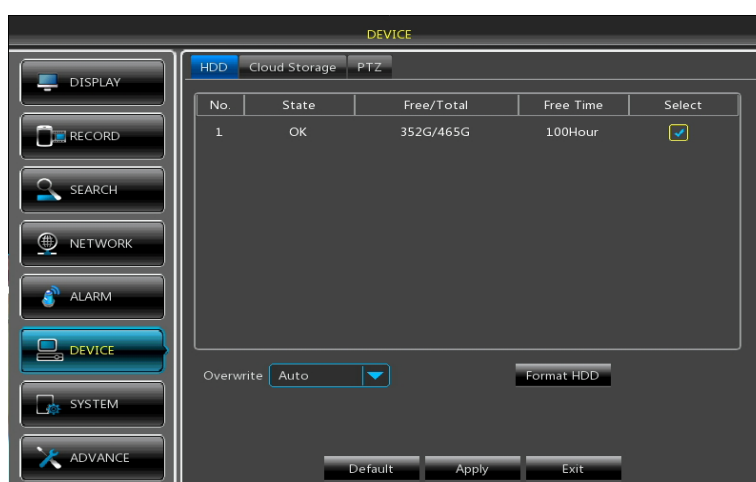 DEVICE
DISPLAY
RECORD
SEARCH
NETWORK
ALARM
DEVICE
SYSTEM
ADVANCE
HDD Cloud Storage PTZ
No. State Free/Total Free Time Select
1 OK 352G/465G 100Hour
Overwrite Auto Format HDD
Default Apply Exit